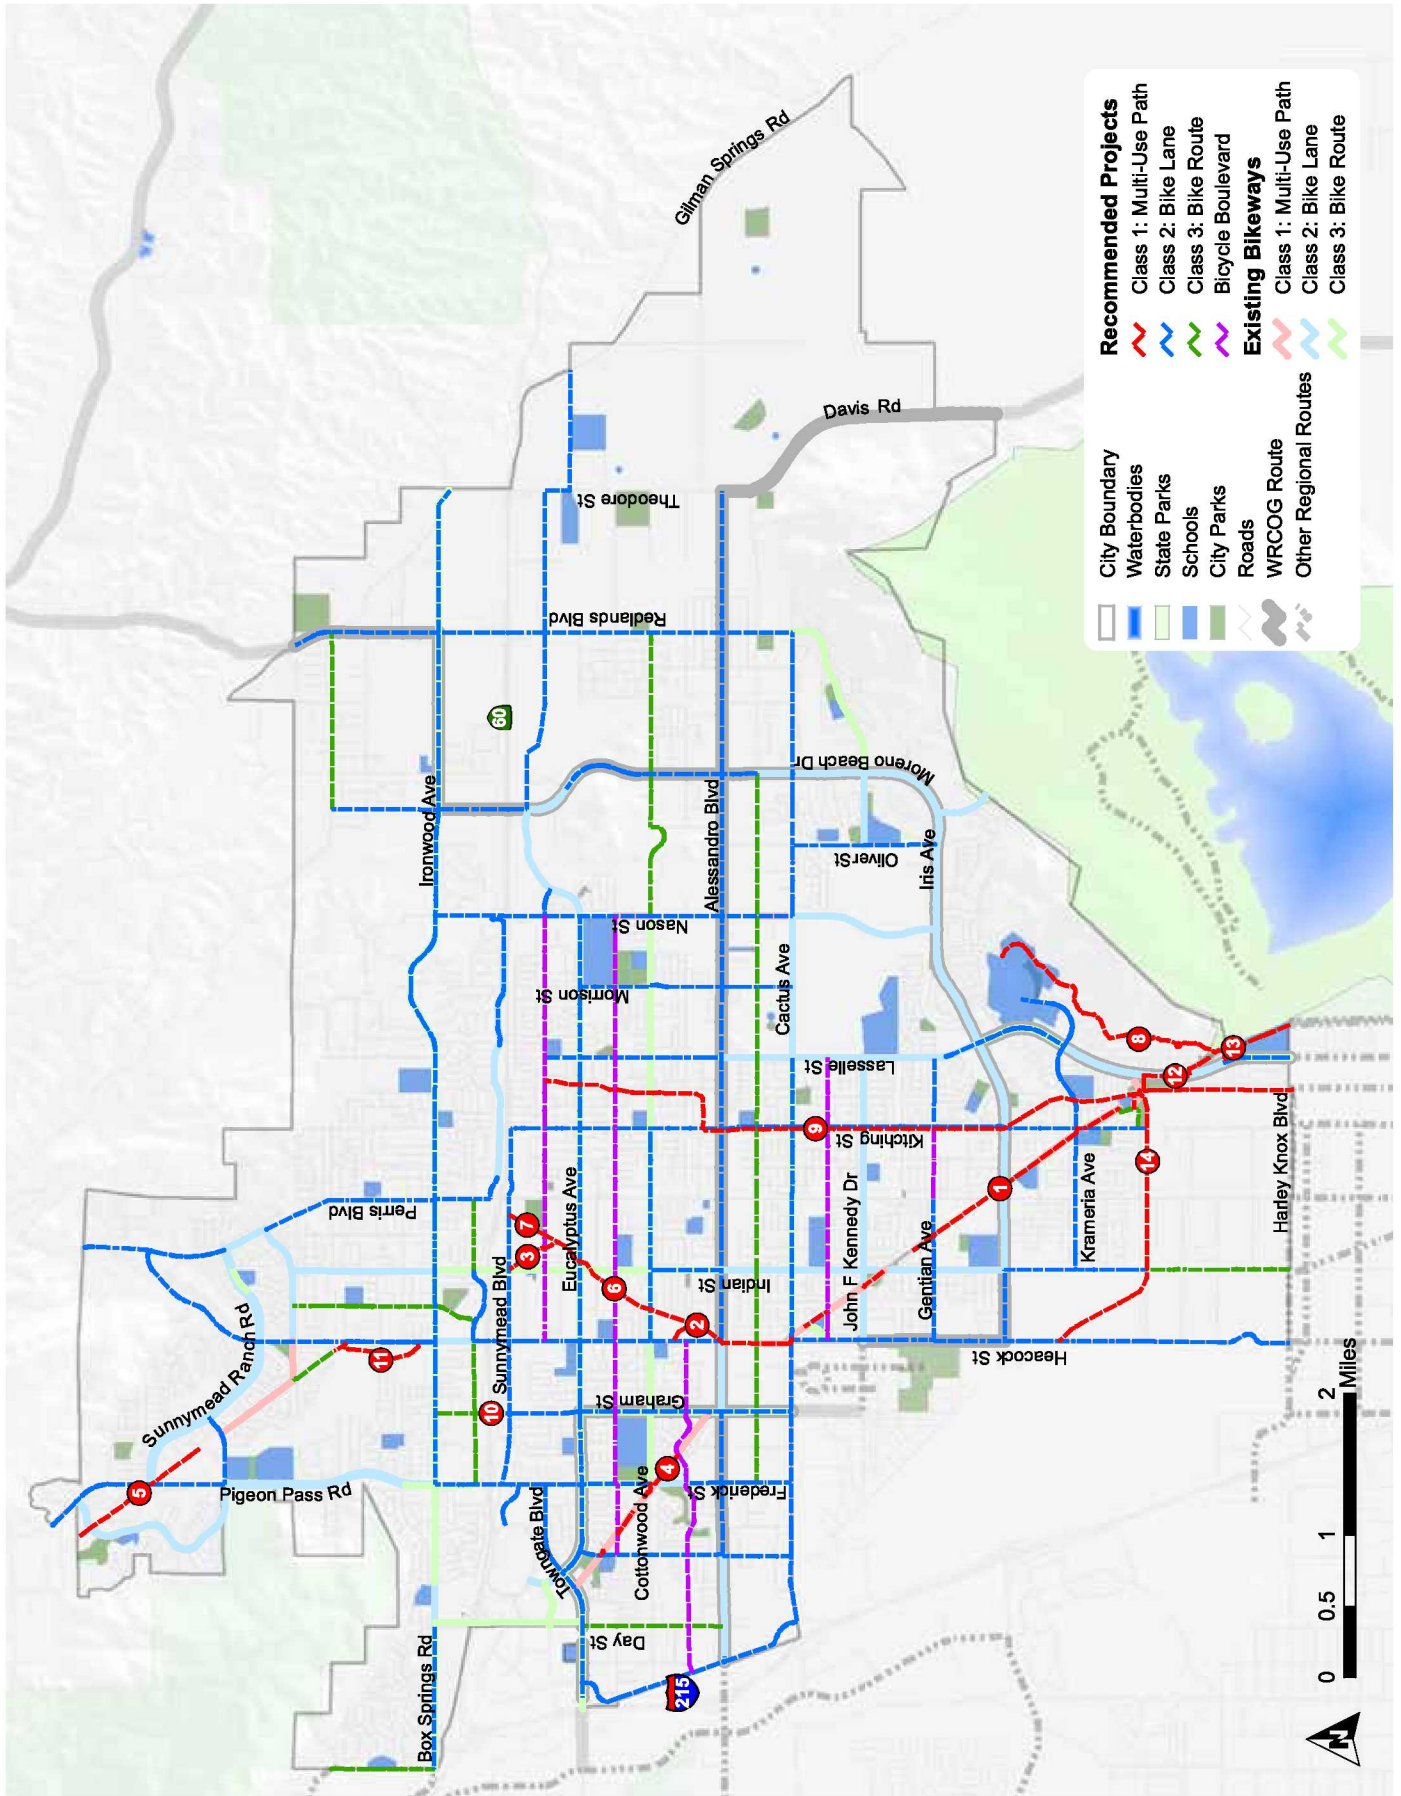 Gilman Springs Rd
Davis Rd
Theodore St
Redlands Blvd
60
Moreno Beach Dr
Ironwood Ave
Alessandro Blvd
Oliver St
Iris Ave
Nason St
Morrison St
Cactus Ave
Lasselle St
Kitching St
Perris Blvd
Eucalyptus Ave
Sunnymead Blvd
Indian St
John F Kennedy Dr
Gentian Ave
Krameria Ave
Harley Knox Blvd
Heacock St
Sunnymead Ranch Rd
Graham St
Pigeon Pass Rd
Frederick St
Towngate Blvd
Cottonwood Ave
Day St
Box Springs Rd
215
1
2
3
4
5
6
7
8
9
10
11
12
13
14
City Boundary
Waterbodies
State Parks
Schools
City Parks
Roads
WRCOG Route
Other Regional Routes
Recommended Projects
Class 1: Multi-Use Path
Class 2: Bike Lane
Class 3: Bike Route
Bicycle Boulevard
Existing Bikeways
Class 1: Multi-Use Path
Class 2: Bike Lane
Class 3: Bike Route
N
0 0.5 1 2
Miles